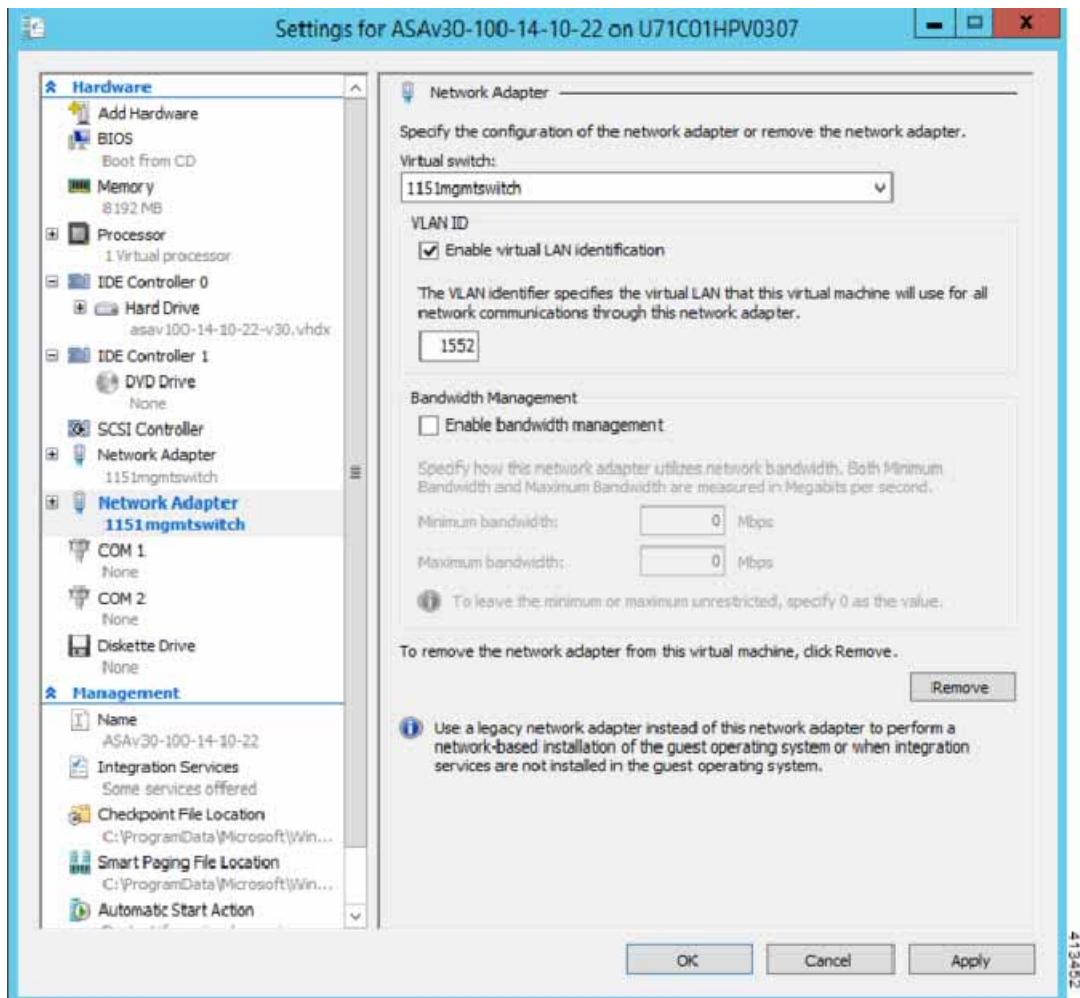 Settings for ASAv30-100-14-10-22 on U71C01HPV0307
Hardware
Add Hardware
BIOS
Boot from CD
Memory
8192 MB
Processor
1 Virtual processor
IDE Controller 0
Hard Drive
asav100-14-10-22-v30.vhdx
IDE Controller 1
DVD Drive
None
SCSI Controller
Network Adapter
1151mgmtswitch
Network Adapter
1151mgmtswitch
COM 1
None
COM 2
None
Diskette Drive
None
Management
Name
ASAv30-100-14-10-22
Integration Services
Some services offered
Checkpoint File Location
C:\ProgramData\Microsoft\Win...
Smart Paging File Location
C:\ProgramData\Microsoft\Win...
Automatic Start Action
Network Adapter
Specify the configuration of the network adapter or remove the network adapter.
Virtual switch:
1151mgmtswitch
VLAN ID
Enable virtual LAN identification
The VLAN identifier specifies the virtual LAN that this virtual machine will use for all
network communications through this network adapter.
1552
Bandwidth Management
Enable bandwidth management
Specify how this network adapter utilizes network bandwidth. Both Minimum
Bandwidth and Maximum Bandwidth are measured in Megabits per second.
Minimum bandwidth: 0 Mbps
Maximum bandwidth: 0 Mbps
To leave the minimum or maximum unrestricted, specify 0 as the value.
To remove the network adapter from this virtual machine, click Remove.
Remove
Use a legacy network adapter instead of this network adapter to perform a
network-based installation of the guest operating system or when integration
services are not installed in the guest operating system.
OK Cancel Apply
413452